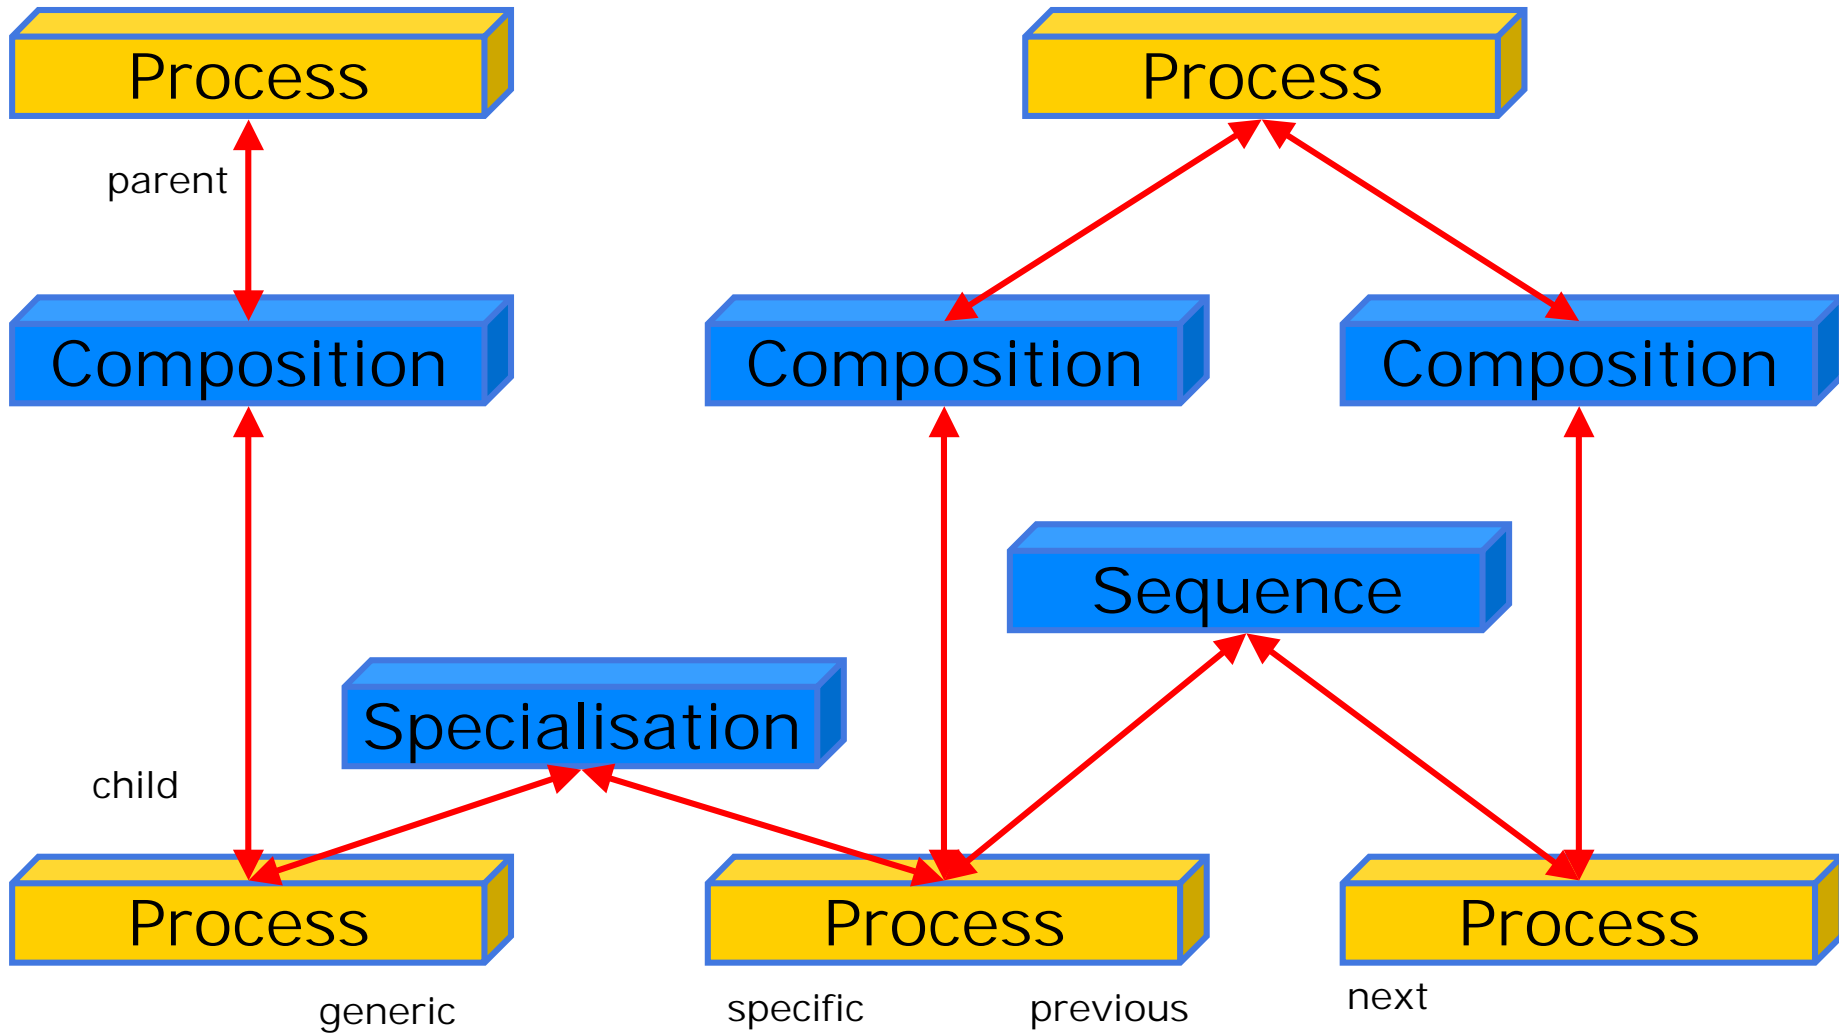 Process
Process
parent
Composition
Composition
Composition
Sequence
Specialisation
child
Process
Process
Process
generic
specific
previous
next